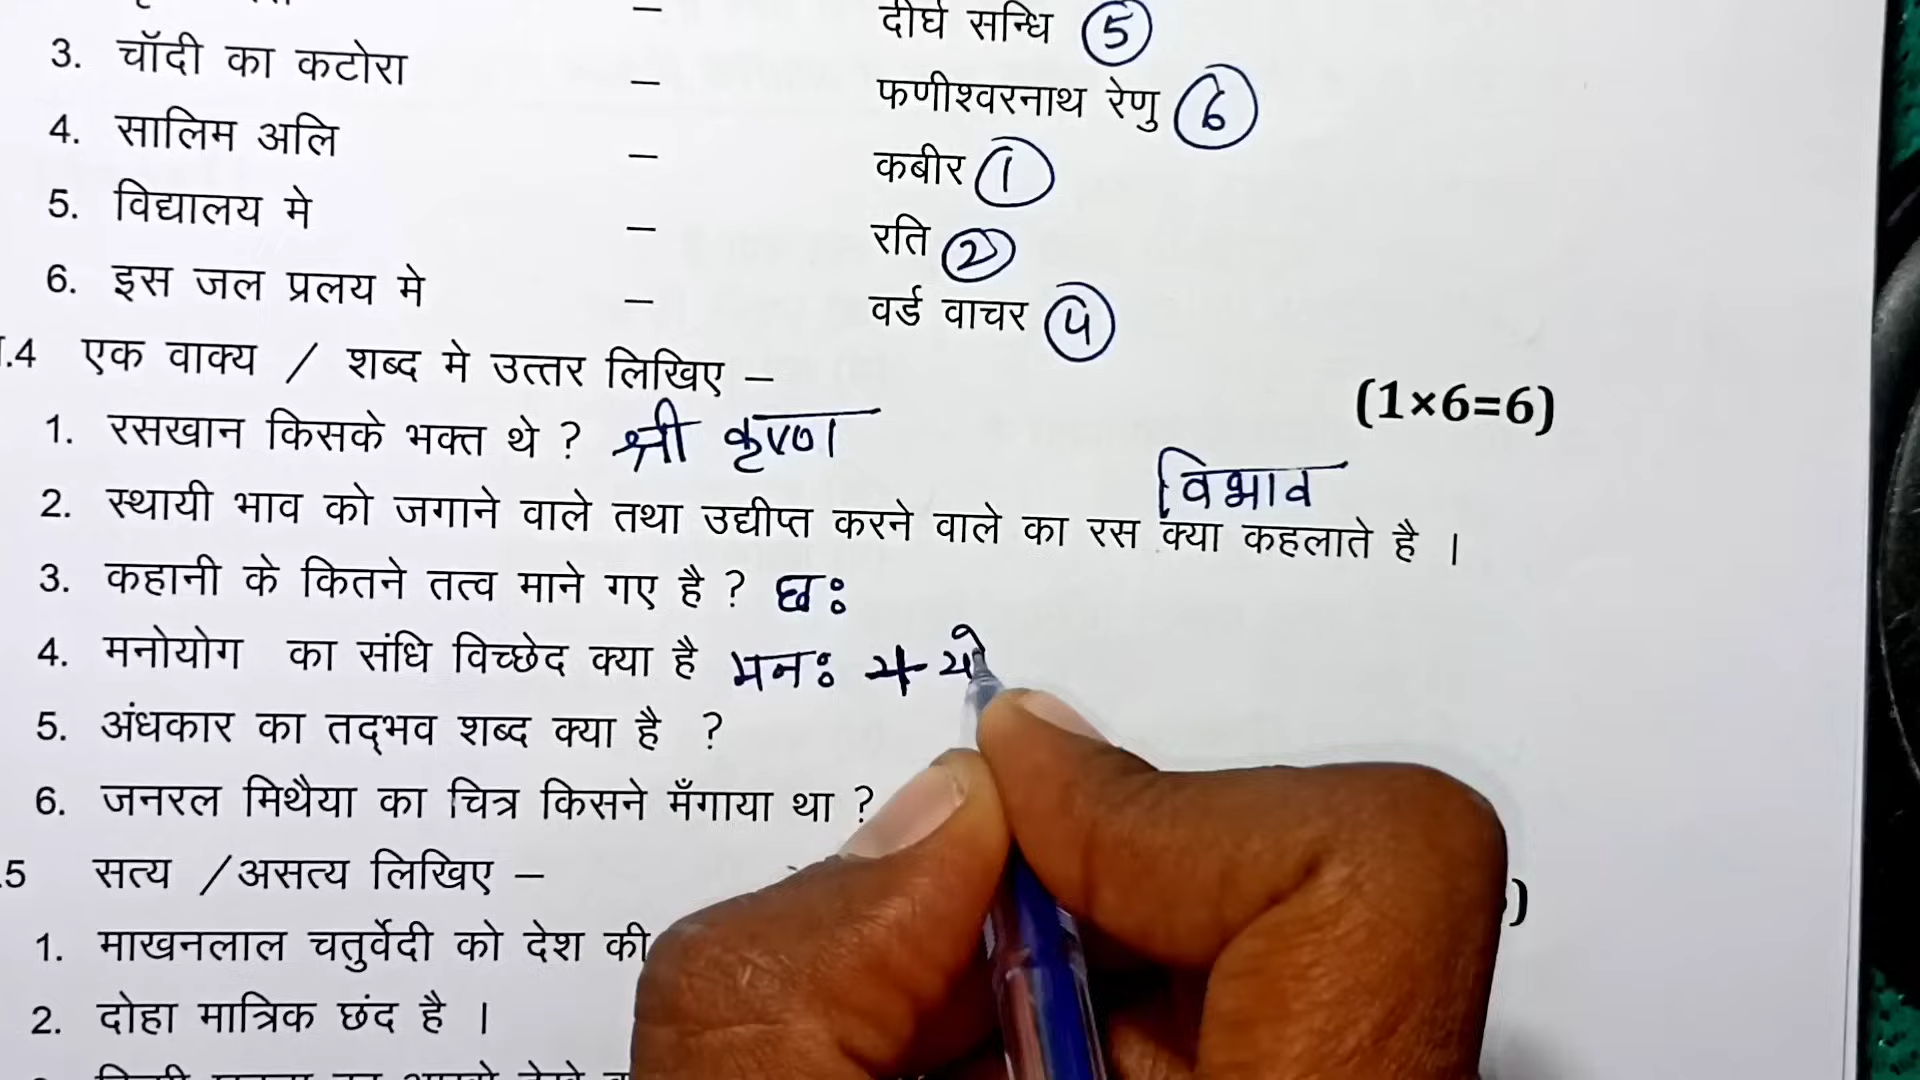 – दीर्घ सन्धि 5
3. चॉदी का कटोरा – फणीश्वरनाथ रेणु 6
4. सालिम अलि – कबीर 1
5. विद्यालय मे – रति 2
6. इस जल प्रलय मे – वर्ड वाचर 4
.4 एक वाक्य / शब्द मे उत्तर लिखिए – (1×6=6)
1. रसखान किसके भक्त थे ? श्री कृष्ण
विभाव
2. स्थायी भाव को जगाने वाले तथा उद्यीप्त करने वाले का रस क्या कहलाते है ।
3. कहानी के कितने तत्व माने गए है ? छः
4. मनोयोग का संधि विच्छेद क्या है मनः + यो
5. अंधकार का तद्भव शब्द क्या है ?
6. जनरल मिथैया का चित्र किसने मँगाया था ?
.5 सत्य /असत्य लिखिए – )
1. माखनलाल चतुर्वेदी को देश की
2. दोहा मात्रिक छंद है ।